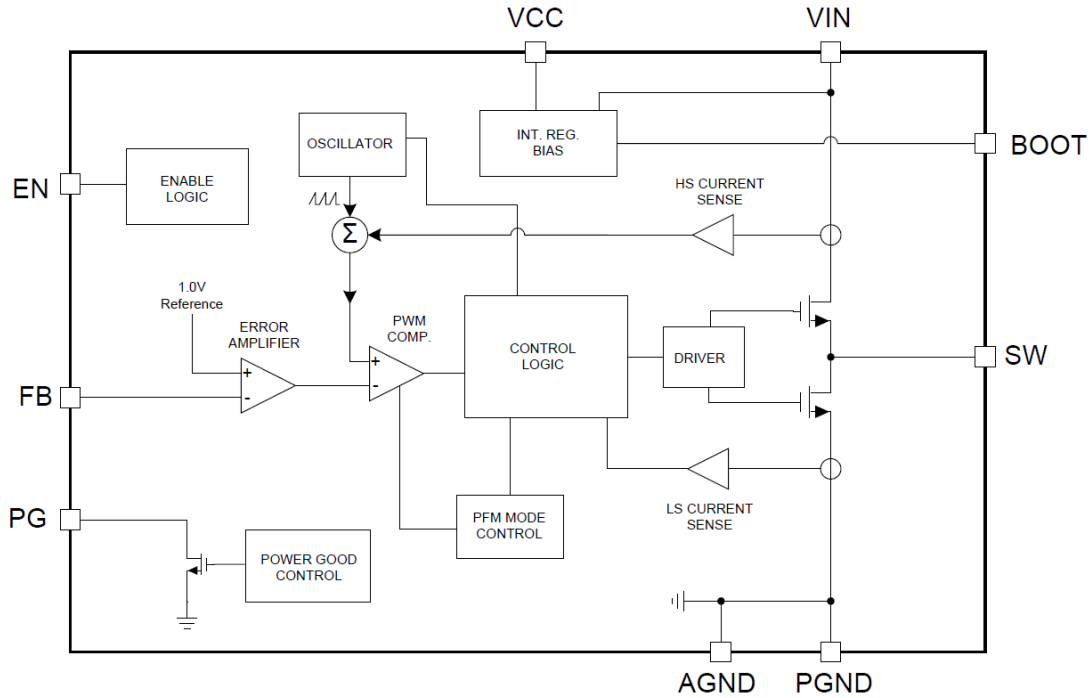 VCC
VIN
OSCILLATOR
INT. REG.
BIAS
BOOT
EN
ENABLE
LOGIC
HS CURRENT
SENSE
Σ
1.0V
Reference
ERROR
AMPLIFIER
PWM
COMP.
+
-
+
-
CONTROL
LOGIC
DRIVER
SW
FB
LS CURRENT
SENSE
PG
PFM MODE
CONTROL
POWER GOOD
CONTROL
AGND
PGND